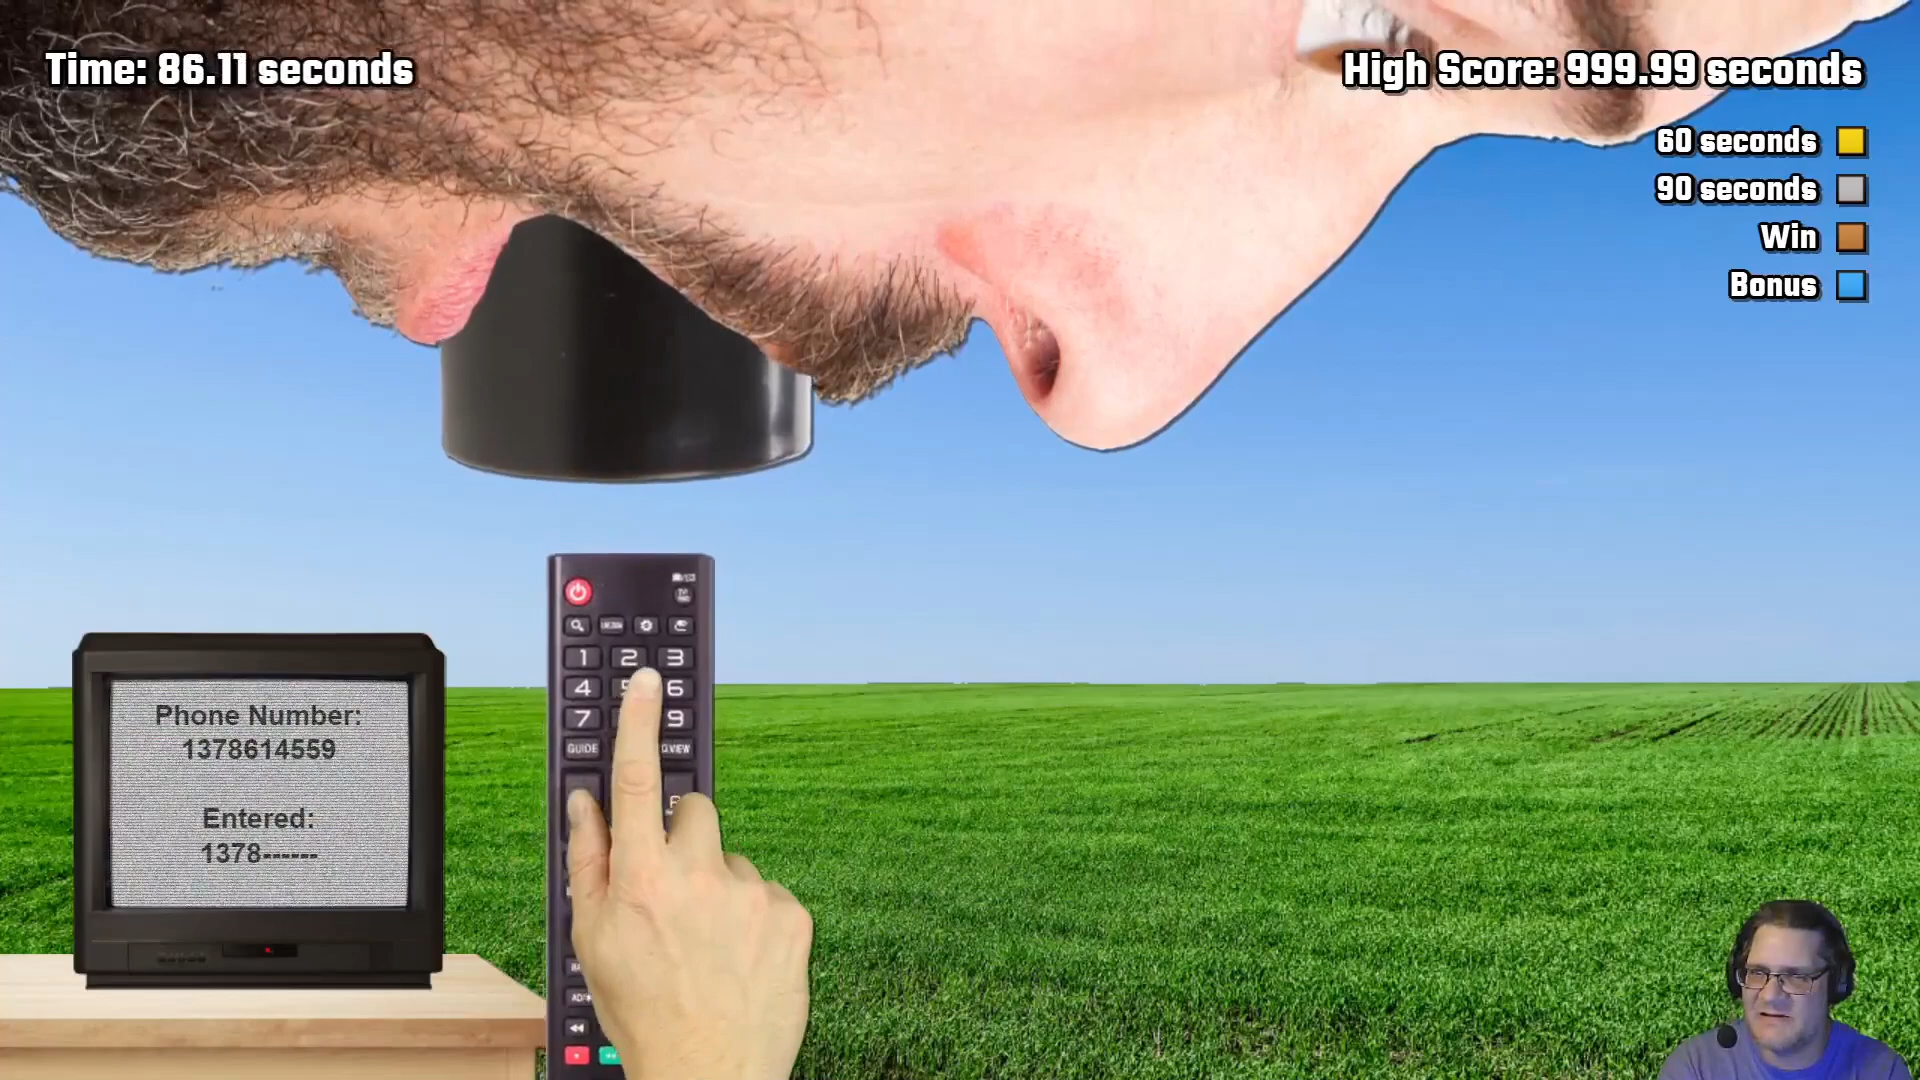 Time: 86.11 seconds
High Score: 999.99 seconds
60 seconds
90 seconds
Win
Bonus
1 2 3
4 5 6
7 9
GUIDE Q.VIEW
Phone Number:
1378614559
Entered:
1378------